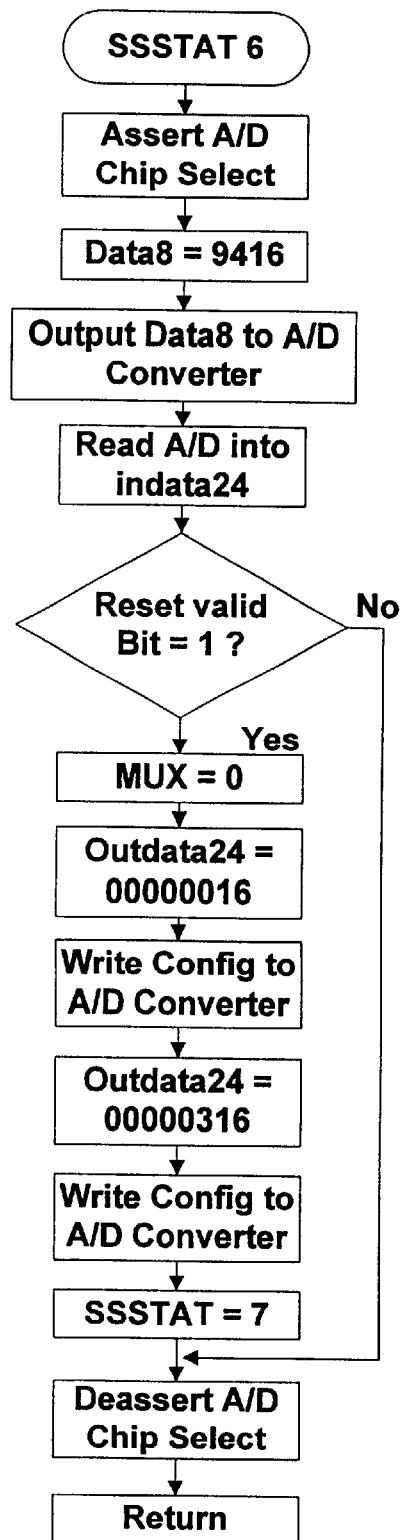 SSSTAT 6
Assert A/D
Chip Select
Data8 = 9416
Output Data8 to A/D
Converter
Read A/D into
indata24
Reset valid
Bit = 1 ?
No
Yes
MUX = 0
Outdata24 =
00000016
Write Config to
A/D Converter
Outdata24 =
00000316
Write Config to
A/D Converter
SSSTAT = 7
Deassert A/D
Chip Select
Return